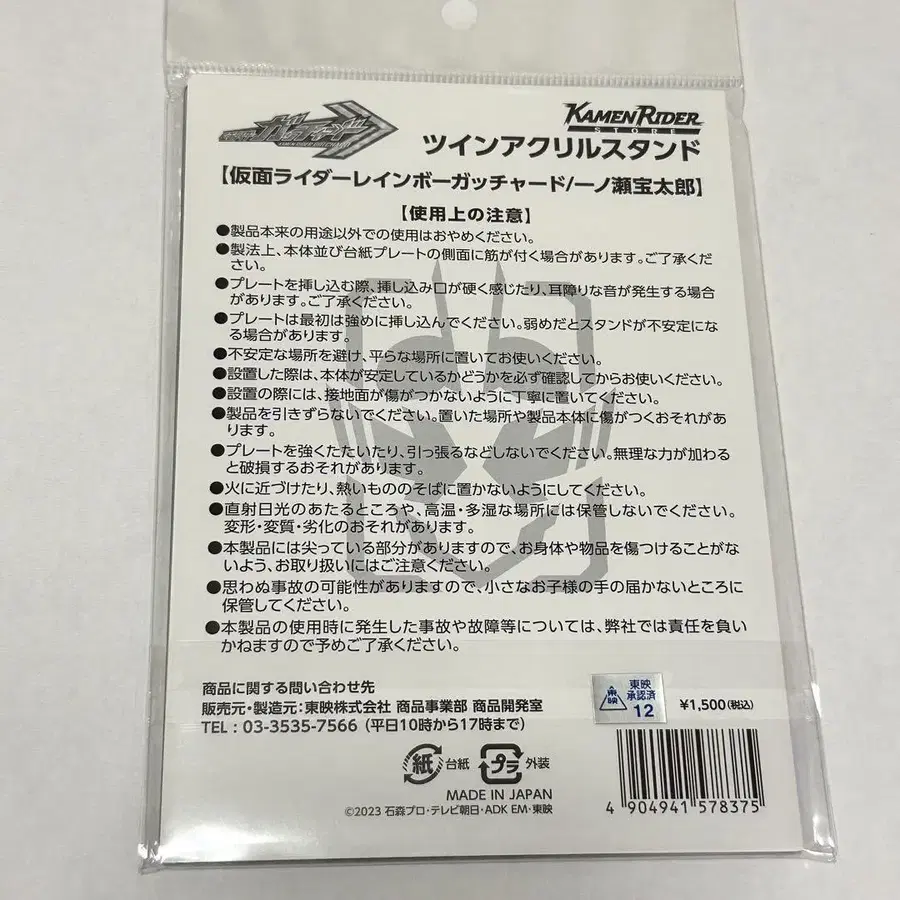 ガッチャード
KAMEN RIDER
STORE
ツインアクリルスタンド
【仮面ライダーレインボーガッチャード/一ノ瀬宝太郎】
【使用上の注意】
●製品本来の用途以外での使用はおやめください。
●製法上、本体並び台紙プレートの側面に筋が付く場合があります。ご了承くだ
さい。
●プレートを挿し込む際、挿し込み口が硬く感じたり、耳障りな音が発生する場合
があります。ご了承ください。
●プレートは最初は強めに挿し込んでください。弱めだとスタンドが不安定にな
る場合があります。
●不安定な場所を避け、平らな場所に置いてお使いください。
●設置した際は、本体が安定しているかどうかを必ず確認してからお使いください。
●設置の際には、接地面が傷がつかないように丁寧に置いてください。
●製品を引きずらないでください。置いた場所や製品本体に傷がつくおそれがあ
ります。
●プレートを強くたたいたり、引っ張るなどしないでください。無理な力が加わる
と破損するおそれがあります。
●火に近づけたり、熱いもののそばに置かないようにしてください。
●直射日光のあたるところや、高温・多湿な場所には保管しないでください。
変形・変質・劣化のおそれがあります。
●本製品には尖っている部分がありますので、お身体や物品を傷つけることがな
いよう、お取り扱いにはご注意ください。
●思わぬ事故の可能性がありますので、小さなお子様の手の届かないところに
保管してください。
●本製品の使用時に発生した事故や故障等については、弊社では責任を負い
かねますので予めご了承ください。
商品に関する問い合わせ先
販売元・製造元:東映株式会社 商品事業部 商品開発室
TEL : 03-3535-7566 (平日10時から17時まで)
東映
東映
承認済
12
¥1,500(税込)
紙 台紙 プラ 外装
MADE IN JAPAN
©2023 石森プロ・テレビ朝日・ADK EM・東映
4 904941 578375